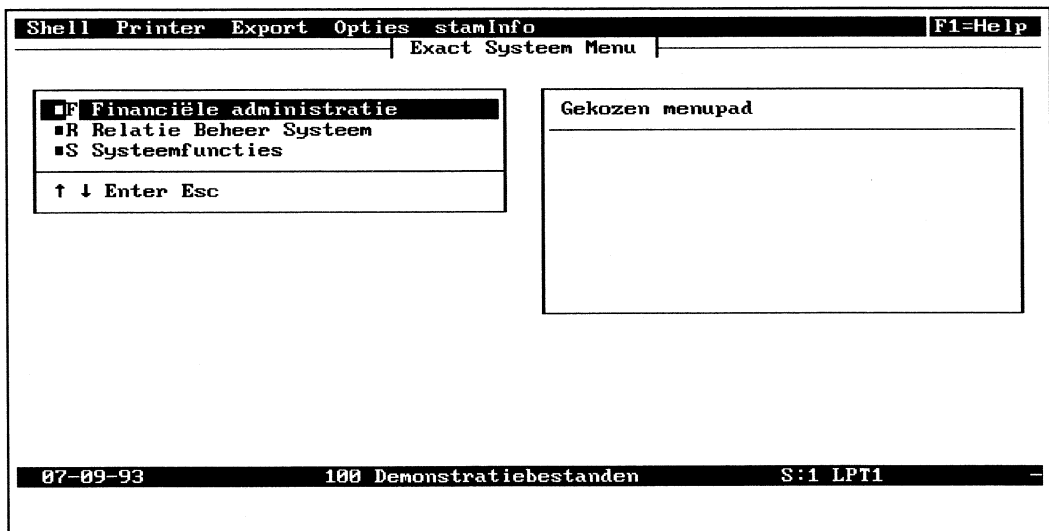 Shell Printer Export Opties stamInfo F1=Help
Exact Systeem Menu
F Financiële administratie
R Relatie Beheer Systeem
S Systeemfuncties
↑ ↓ Enter Esc
Gekozen menupad
07-09-93 100 Demonstratiebestanden S:1 LPT1 -